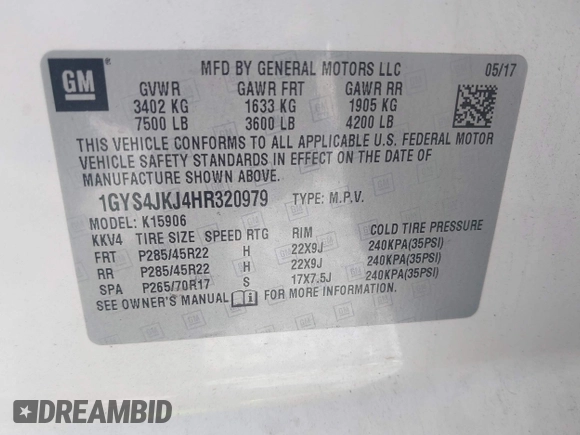 GM
MFD BY GENERAL MOTORS LLC 05/17
GVWR GAWR FRT GAWR RR
3402 KG 1633 KG 1905 KG
7500 LB 3600 LB 4200 LB
THIS VEHICLE CONFORMS TO ALL APPLICABLE U.S. FEDERAL MOTOR
VEHICLE SAFETY STANDARDS IN EFFECT ON THE DATE OF
MANUFACTURE SHOWN ABOVE.
1GYS4JKJ4HR320979 TYPE: M.P.V.
MODEL: K15906
KKV4 TIRE SIZE SPEED RTG RIM COLD TIRE PRESSURE
FRT P285/45R22 H 22X9J 240KPA(35PSI)
RR P285/45R22 H 22X9J 240KPA(35PSI)
SPA P265/70R17 S 17X7.5J 240KPA(35PSI)
SEE OWNER'S MANUAL i FOR MORE INFORMATION.
DREAMBID